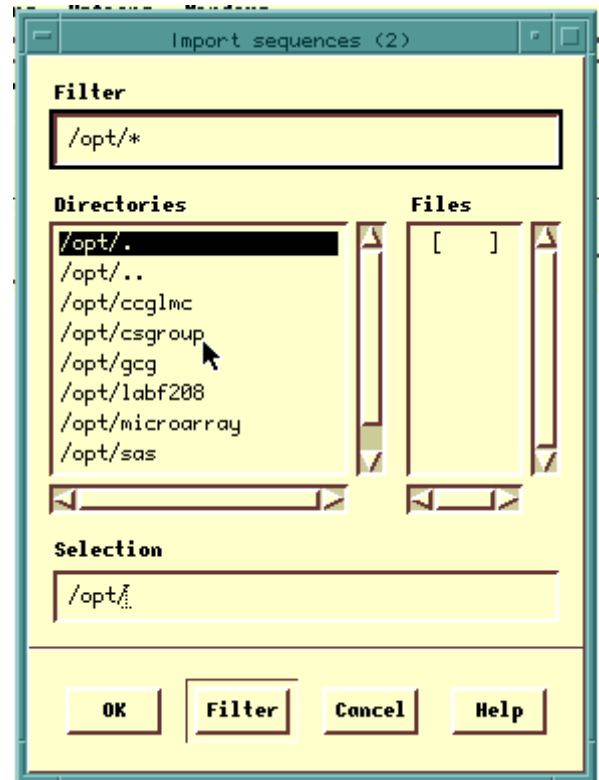 Import sequences (2)
Filter
/opt/*
Directories
Files
/opt/.
[ ]
/opt/..
/opt/ccglmc
/opt/csgroup
/opt/gcg
/opt/labf208
/opt/microarray
/opt/sas
Selection
/opt/
OK
Filter
Cancel
Help